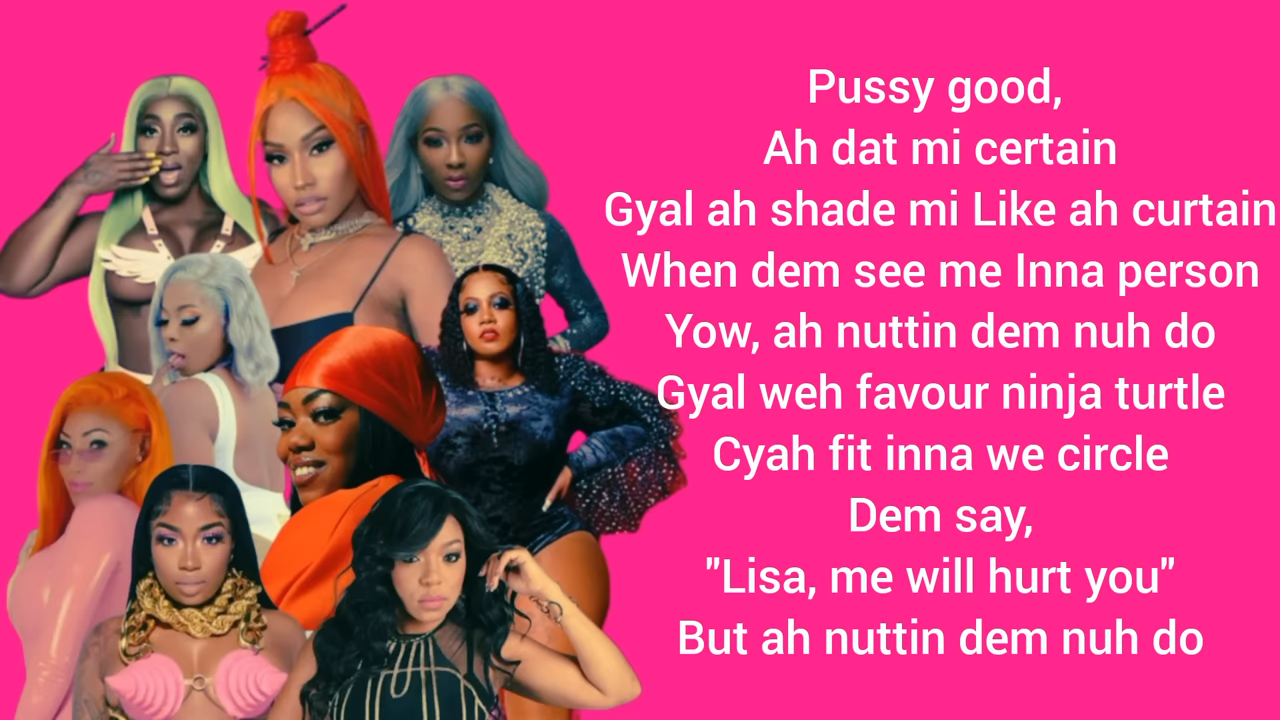 Pussy good,
Ah dat mi certain
Gyal ah shade mi Like ah curtain
When dem see me Inna person
Yow, ah nuttin dem nuh do
Gyal weh favour ninja turtle
Cyah fit inna we circle
Dem say,
"Lisa, me will hurt you"
But ah nuttin dem nuh do